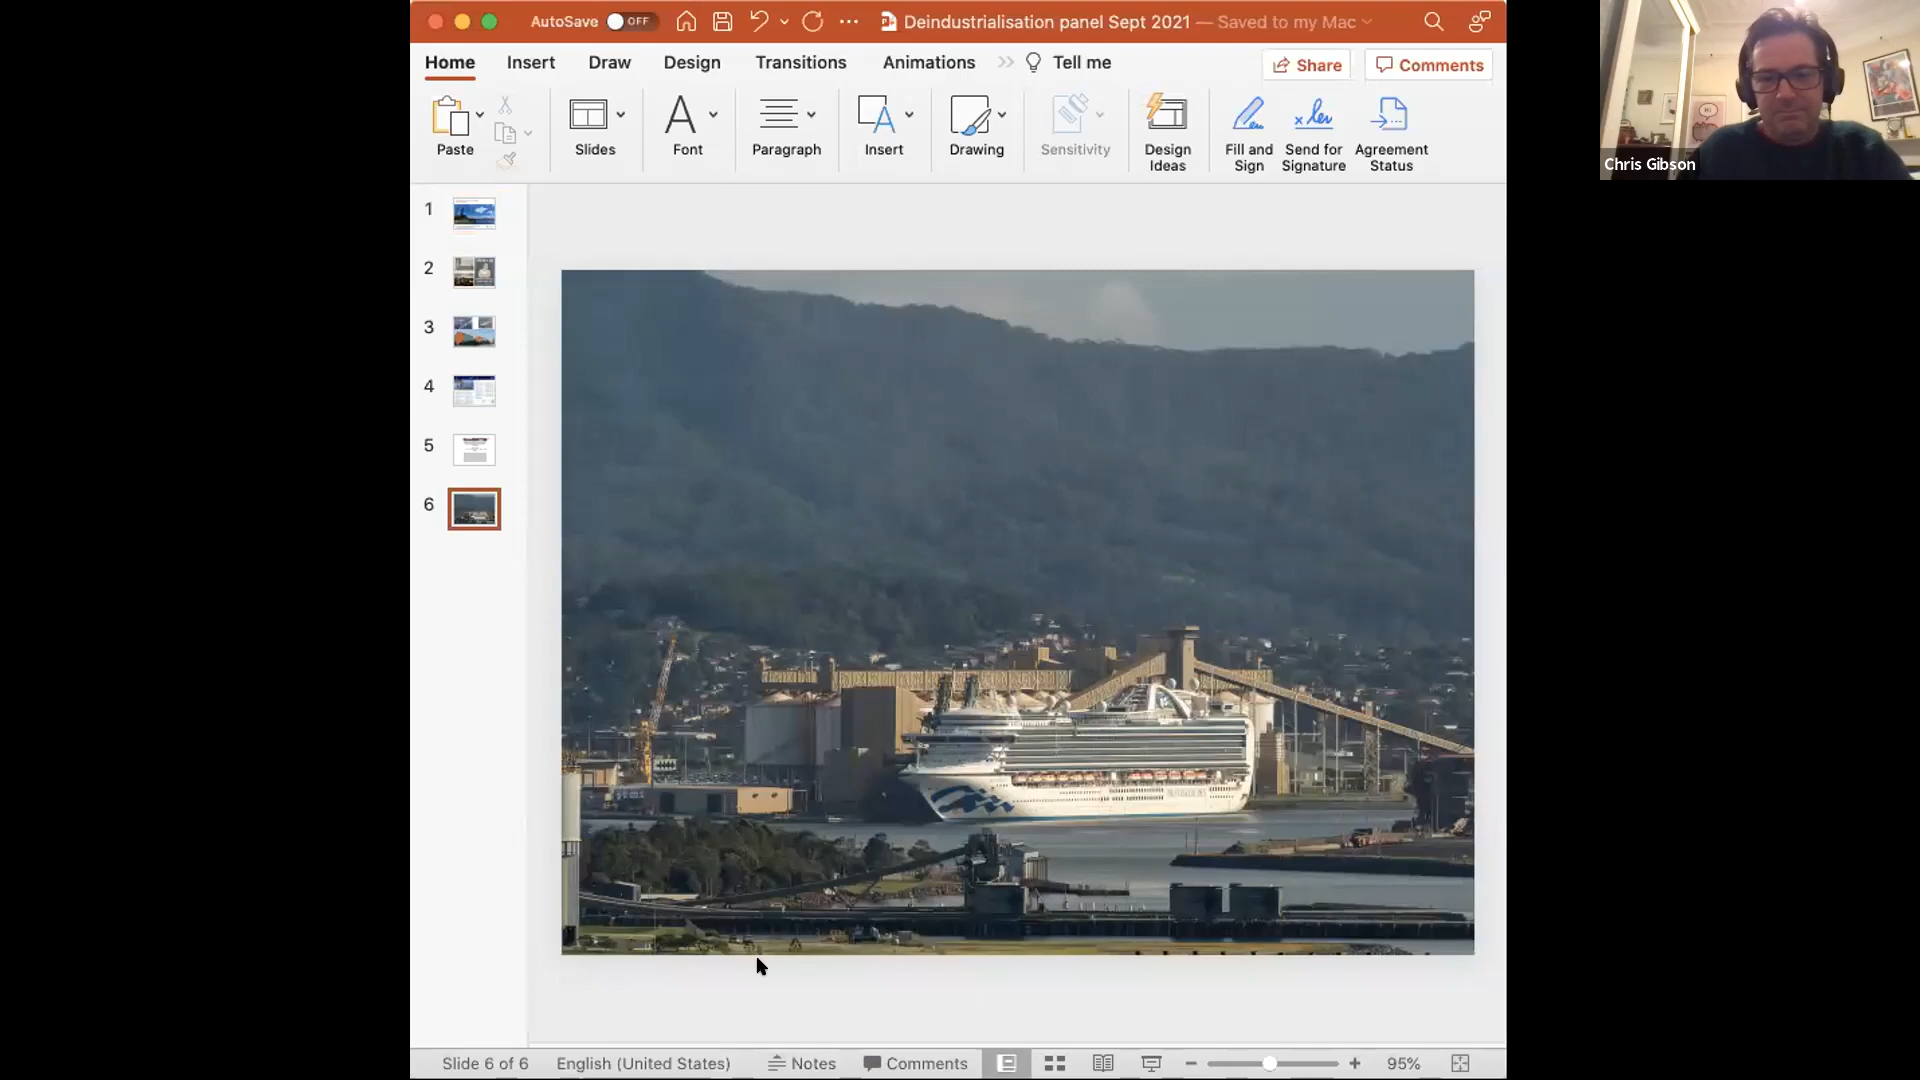 AutoSave OFF Deindustrialisation panel Sept 2021 — Saved to my Mac
Home Insert Draw Design Transitions Animations Tell me Share Comments
Paste Slides Font Paragraph Insert Drawing Sensitivity Design Ideas Fill and Sign Send for Signature Agreement Status
HI
Chris Gibson
1
2
3
4
5
6
Slide 6 of 6 English (United States) Notes Comments 95%